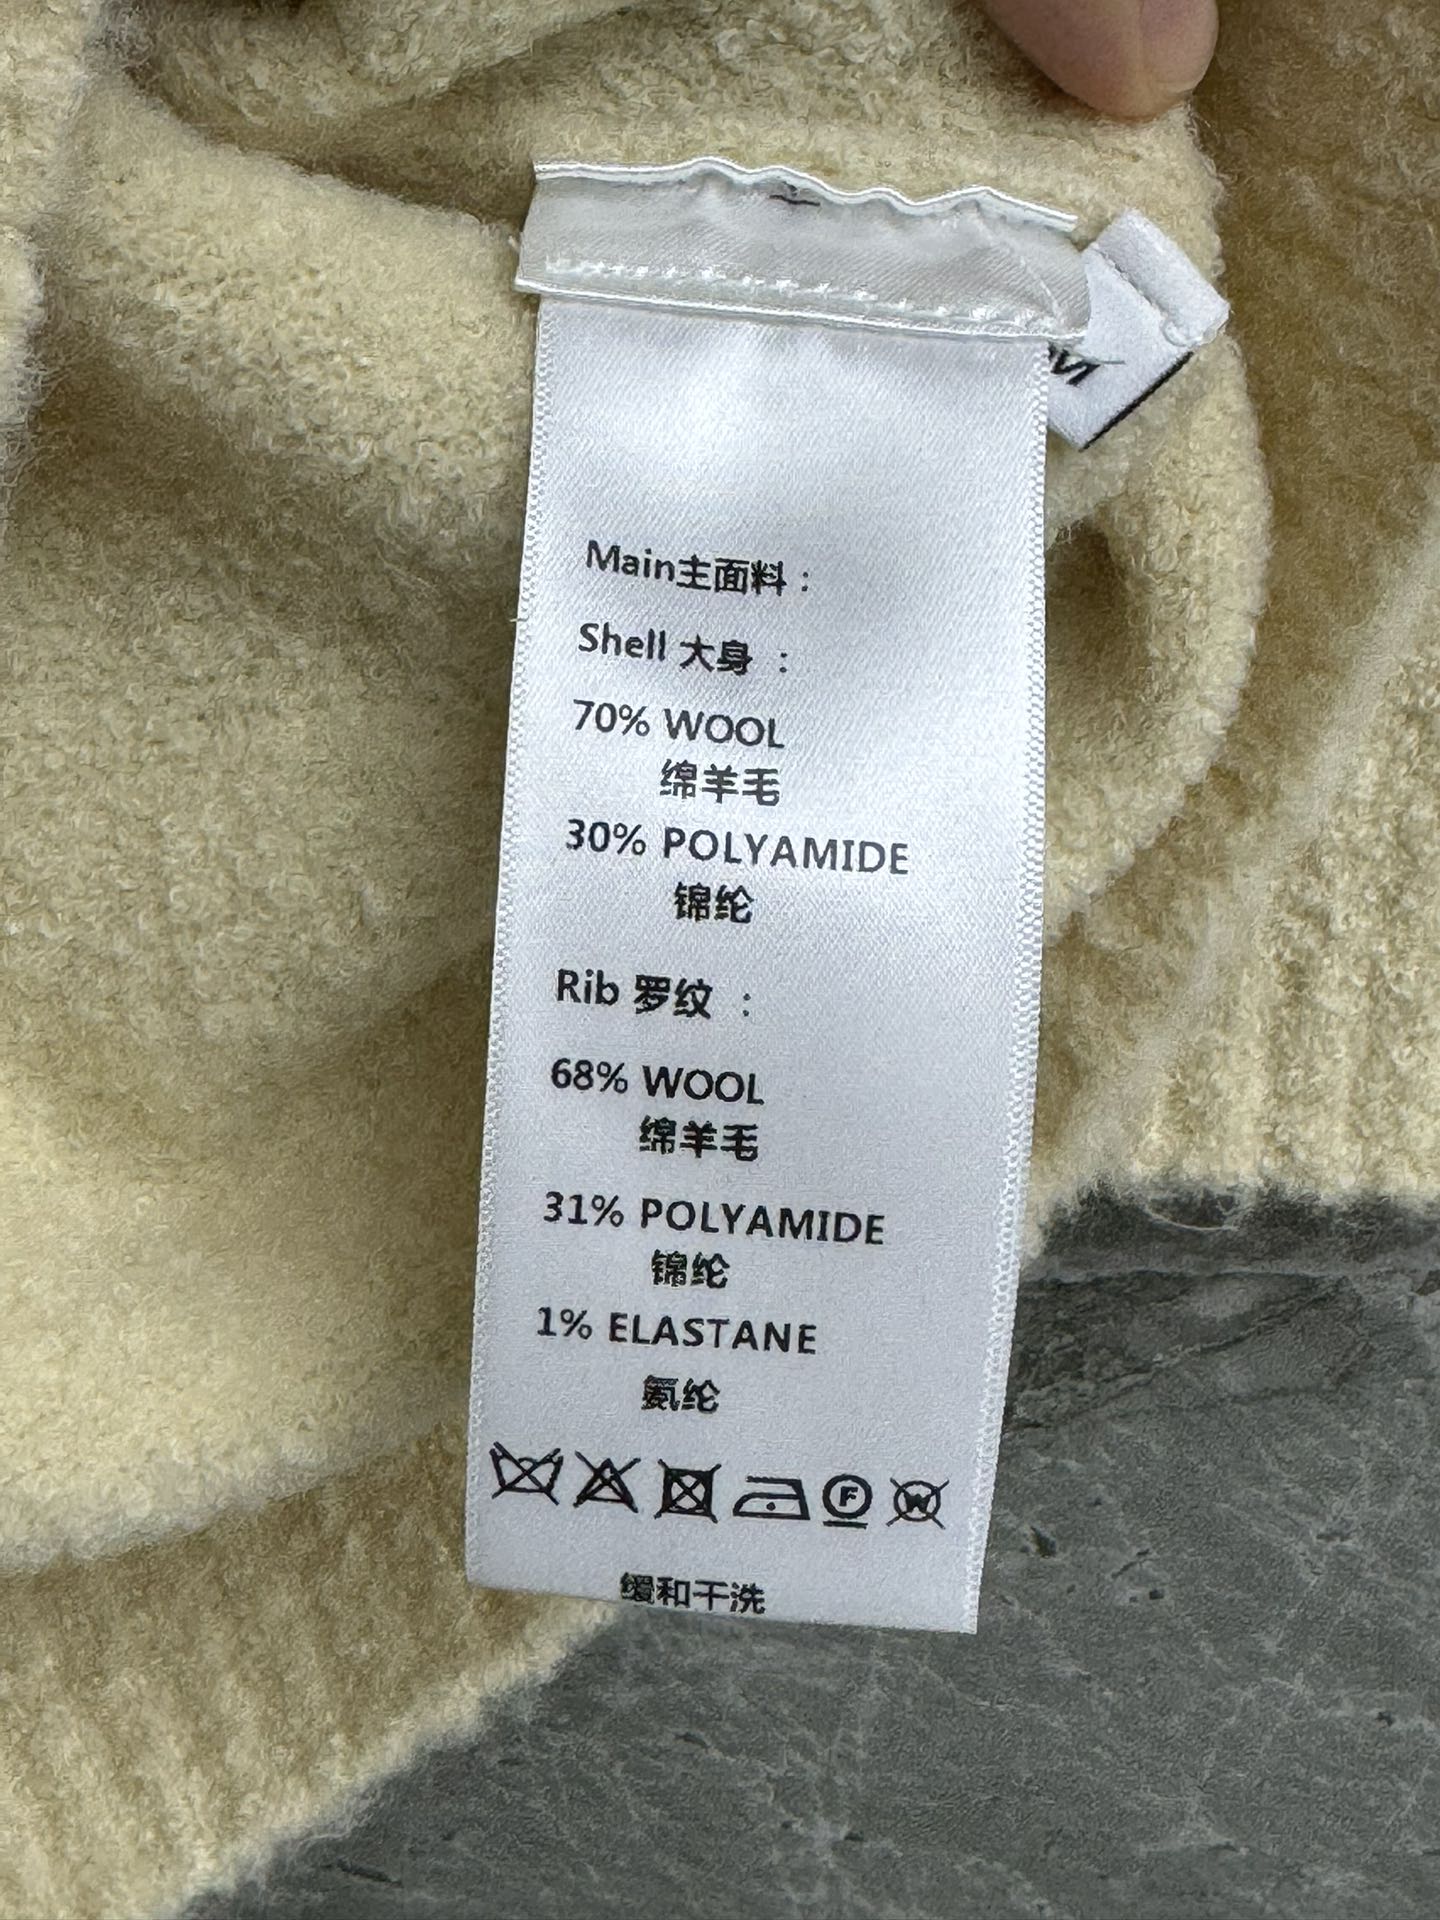 Main主面料：
Shell 大身 ：
70% WOOL
绵羊毛
30% POLYAMIDE
锦纶
Rib 罗纹 ：
68% WOOL
绵羊毛
31% POLYAMIDE
锦纶
1% ELASTANE
氨纶
F W
缓和干洗